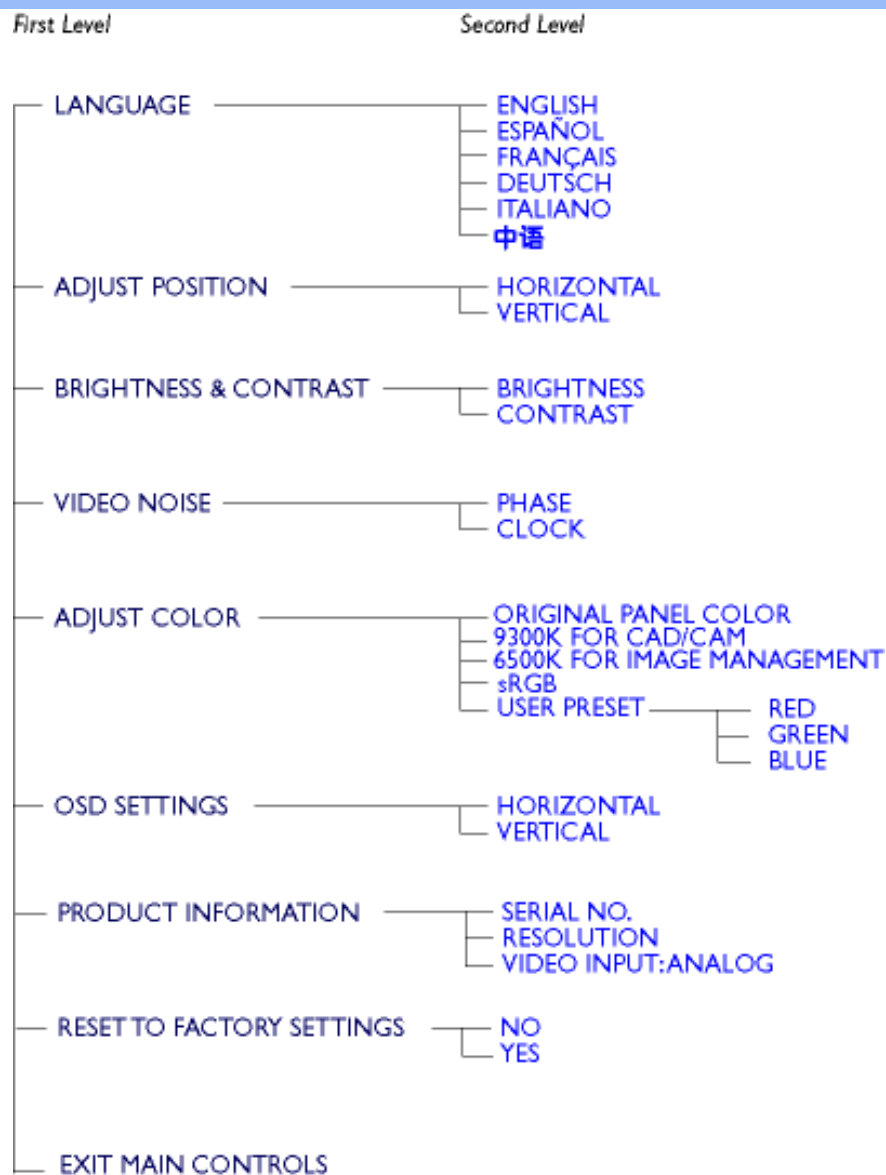 First Level Second Level
LANGUAGE ENGLISH
ESPAÑOL
FRANÇAIS
DEUTSCH
ITALIANO
中语
ADJUST POSITION HORIZONTAL
VERTICAL
BRIGHTNESS & CONTRAST BRIGHTNESS
CONTRAST
VIDEO NOISE PHASE
CLOCK
ADJUST COLOR ORIGINAL PANEL COLOR
9300K FOR CAD/CAM
6500K FOR IMAGE MANAGEMENT
sRGB
USER PRESET RED
GREEN
BLUE
OSD SETTINGS HORIZONTAL
VERTICAL
PRODUCT INFORMATION SERIAL NO.
RESOLUTION
VIDEO INPUT:ANALOG
RESET TO FACTORY SETTINGS NO
YES
EXIT MAIN CONTROLS